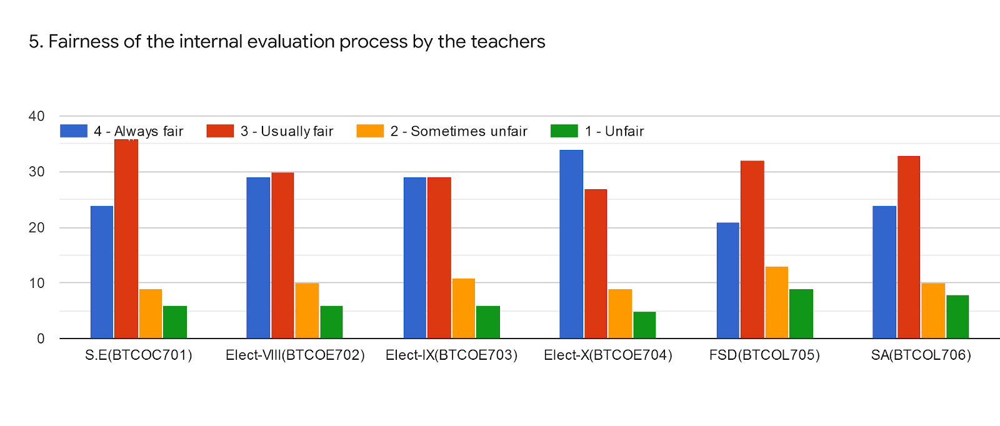 5. Fairness of the internal evaluation process by the teachers
40
4 - Always fair 3 - Usually fair 2 - Sometimes unfair 1 - Unfair
30
20
10
0
S.E(BTCOC701) Elect-VIII(BTCOE702) Elect-IX(BTCOE703) Elect-X(BTCOE704) FSD(BTCOL705) SA(BTCOL706)